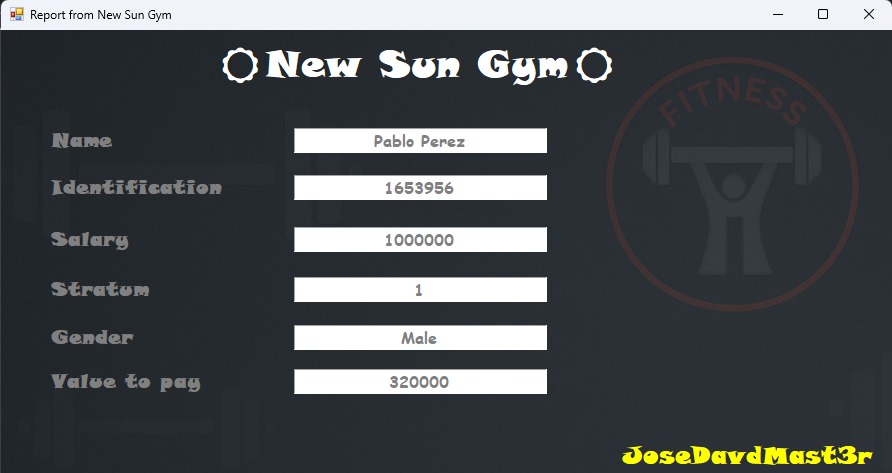 Report from New Sun Gym
New Sun Gym
FITNESS
Name Pablo Perez
Identification 1653956
Salary 1000000
Stratum 1
Gender Male
Value to pay 320000
JoseDavdMast3r